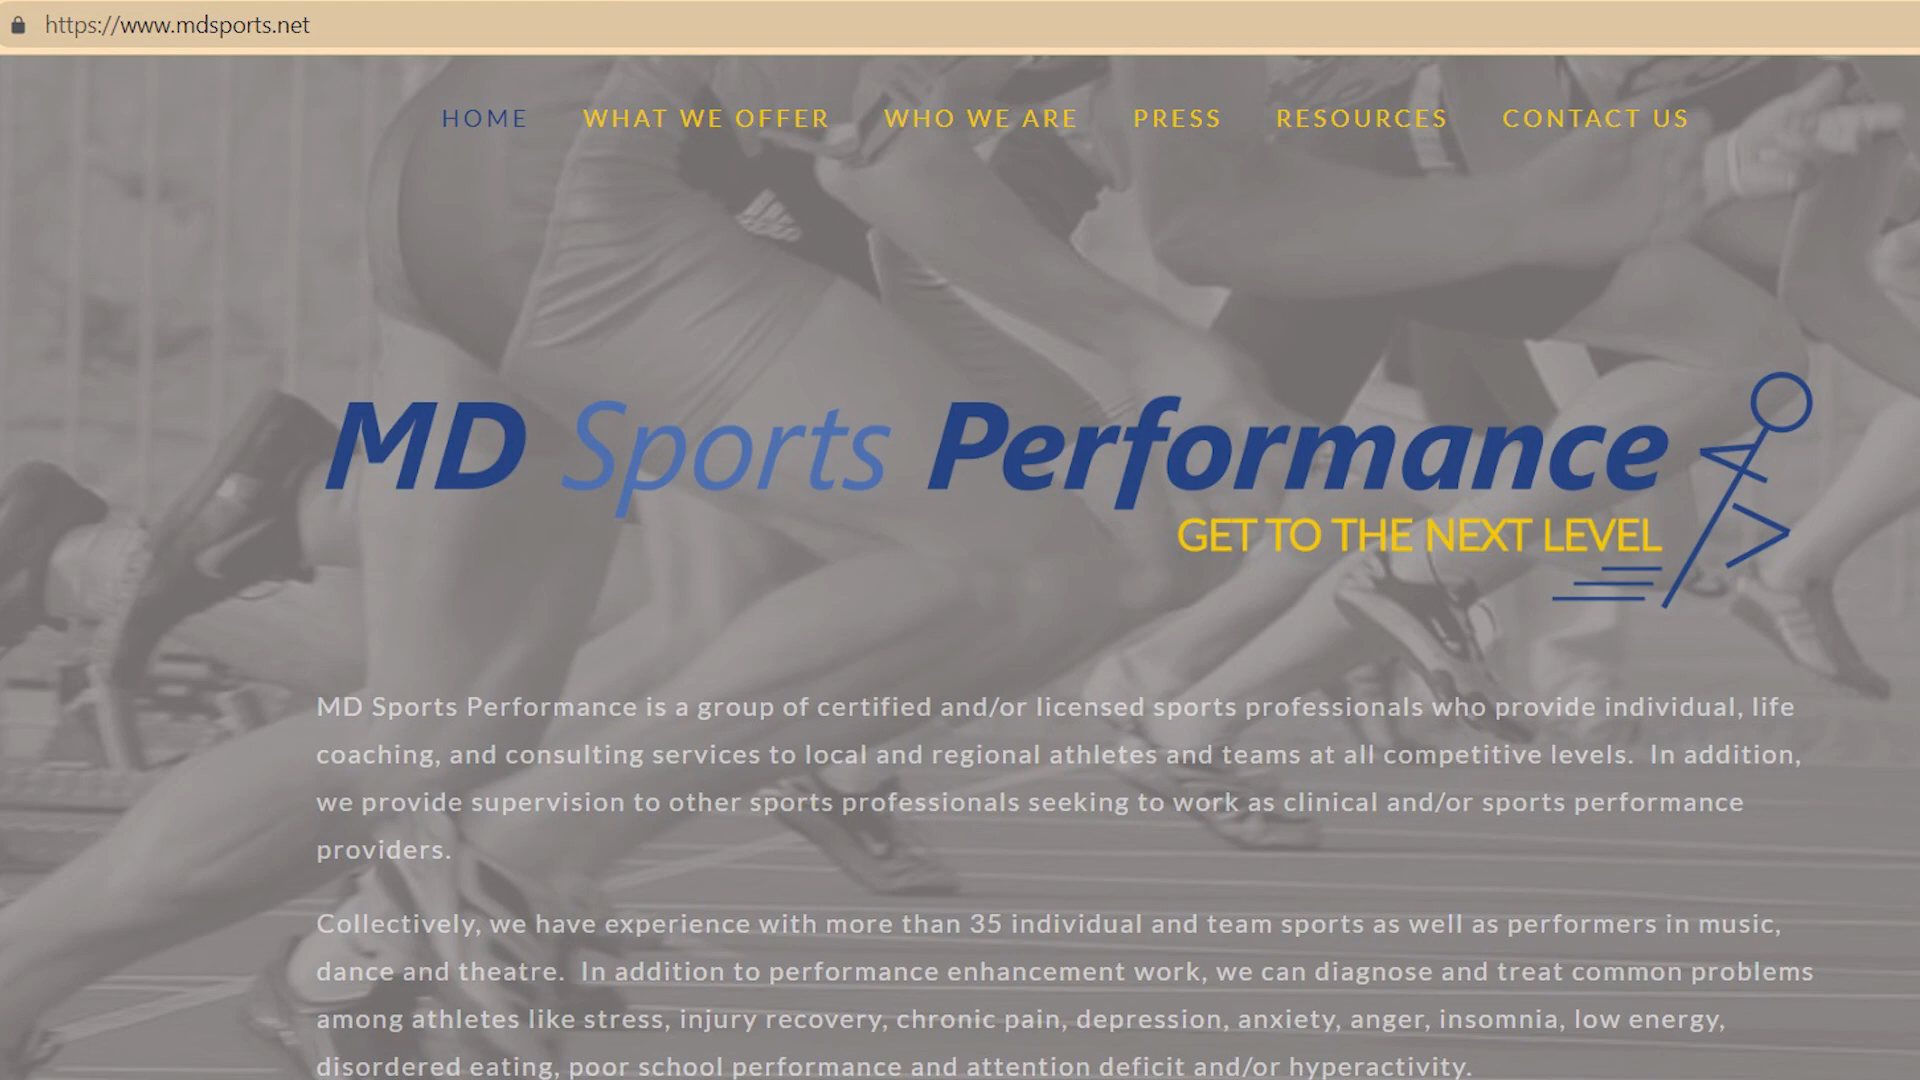 https://www.mdsports.net
HOME WHAT WE OFFER WHO WE ARE PRESS RESOURCES CONTACT US
MD Sports Performance
GET TO THE NEXT LEVEL
MD Sports Performance is a group of certified and/or licensed sports professionals who provide individual, life
coaching, and consulting services to local and regional athletes and teams at all competitive levels.  In addition,
we provide supervision to other sports professionals seeking to work as clinical and/or sports performance
providers.
Collectively, we have experience with more than 35 individual and team sports as well as performers in music,
dance and theatre.  In addition to performance enhancement work, we can diagnose and treat common problems
among athletes like stress, injury recovery, chronic pain, depression, anxiety, anger, insomnia, low energy,
disordered eating, poor school performance and attention deficit and/or hyperactivity.